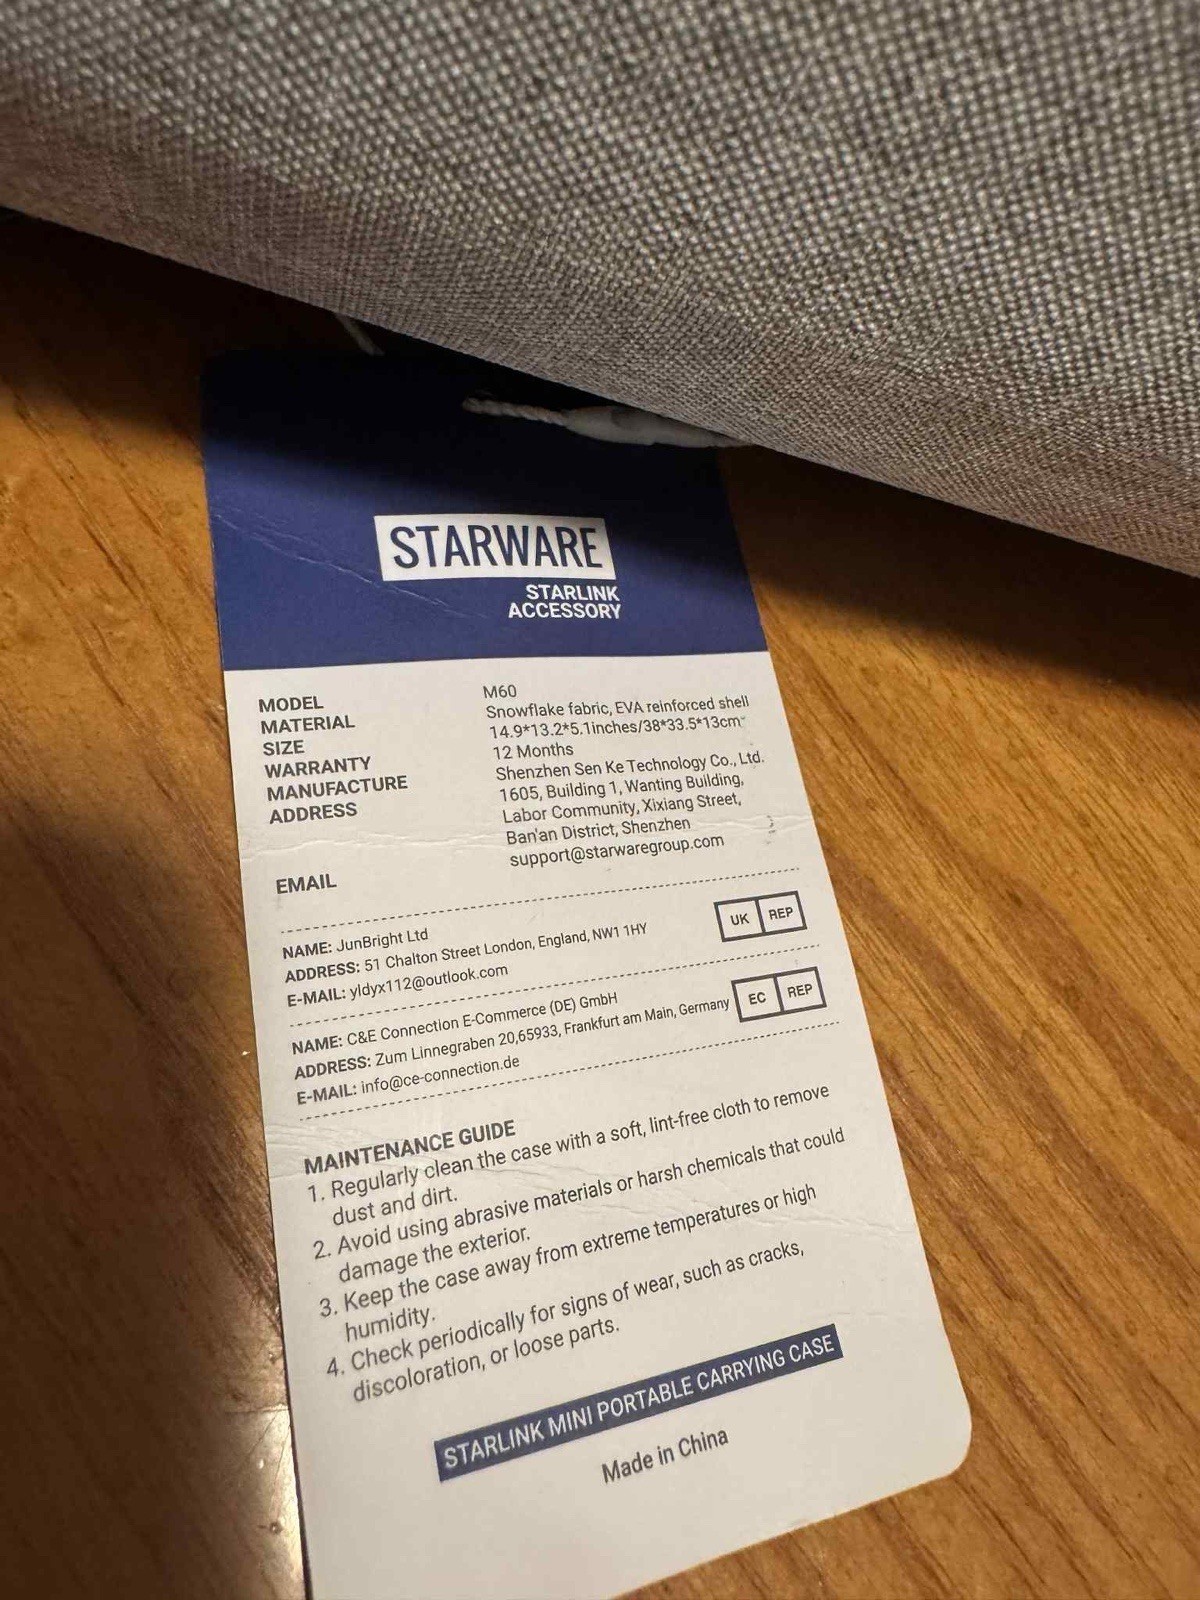 STARWARE
STARLINK
ACCESSORY
MODEL M60
MATERIAL Snowflake fabric, EVA reinforced shell
SIZE 14.9*13.2*5.1inches/38*33.5*13cm
WARRANTY 12 Months
MANUFACTURE Shenzhen Sen Ke Technology Co., Ltd.
ADDRESS 1605, Building 1, Wanting Building,
Labor Community, Xixiang Street,
Ban'an District, Shenzhen
EMAIL support@starwaregroup.com
NAME: JunBright Ltd
ADDRESS: 51 Chalton Street London, England, NW1 1HY
E-MAIL: yldyx112@outlook.com
UK REP
NAME: C&E Connection E-Commerce (DE) GmbH
ADDRESS: Zum Linnegraben 20,65933, Frankfurt am Main, Germany
E-MAIL: info@ce-connection.de
EC REP
MAINTENANCE GUIDE
1. Regularly clean the case with a soft, lint-free cloth to remove
dust and dirt.
2. Avoid using abrasive materials or harsh chemicals that could
damage the exterior.
3. Keep the case away from extreme temperatures or high
humidity.
4. Check periodically for signs of wear, such as cracks,
discoloration, or loose parts.
STARLINK MINI PORTABLE CARRYING CASE
Made in China